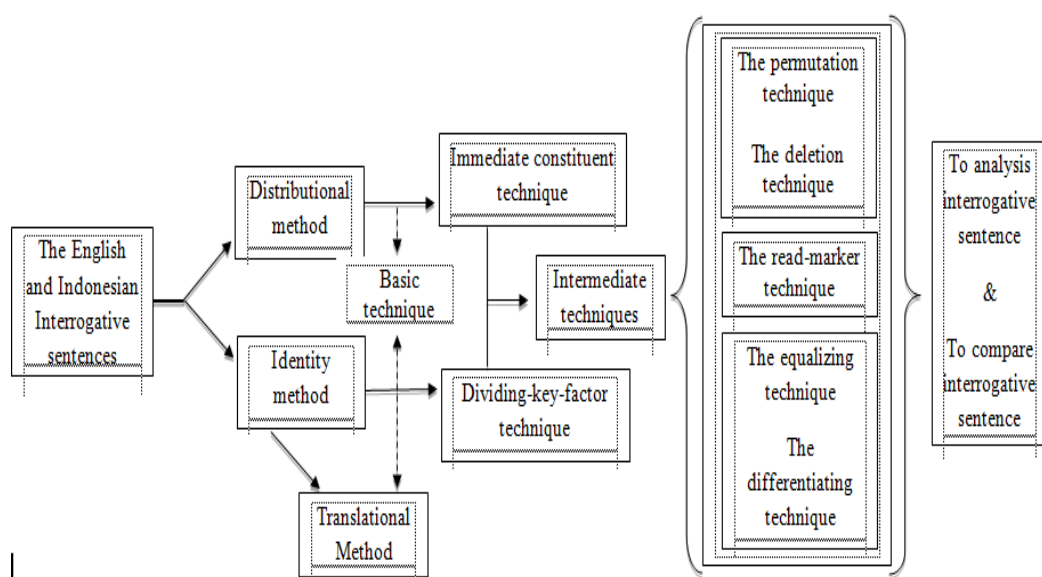 The English
and Indonesian
Interrogative
sentences
Distributional
method
Identity
method
Translational
Method
Basic
technique
Immediate constituent
technique
Intermediate
techniques
Dividing-key-factor
technique
The permutation
technique
The deletion
technique
The read-marker
technique
The equalizing
technique
The
differentiating
technique
To analysis
interrogative
sentence
&
To compare
interrogative
sentence